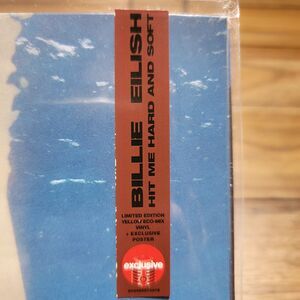 BILLIE EILISH
HIT ME HARD AND SOFT
LIMITED EDITION
YELLOW ECO-MIX
VINYL
+ EXCLUSIVE
POSTER
exclusive